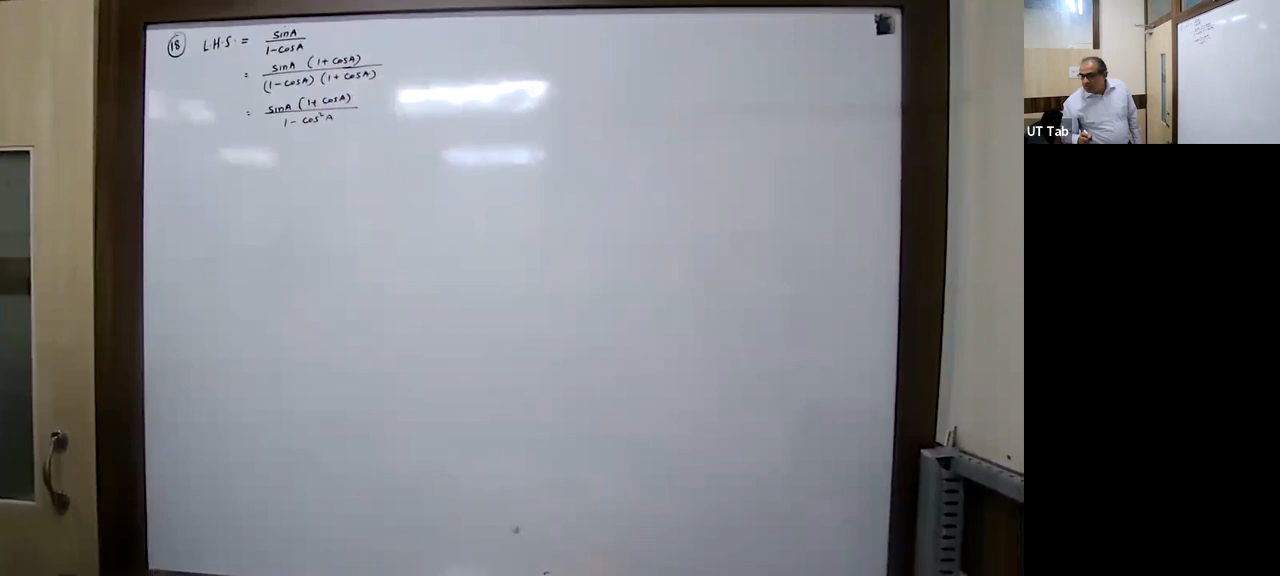 (18) L.H.S. = sinA / 1-cosA
= sinA (1+cosA) / (1-cosA) (1+cosA)
= sinA (1+cosA) / 1-cos²A
UT Tab